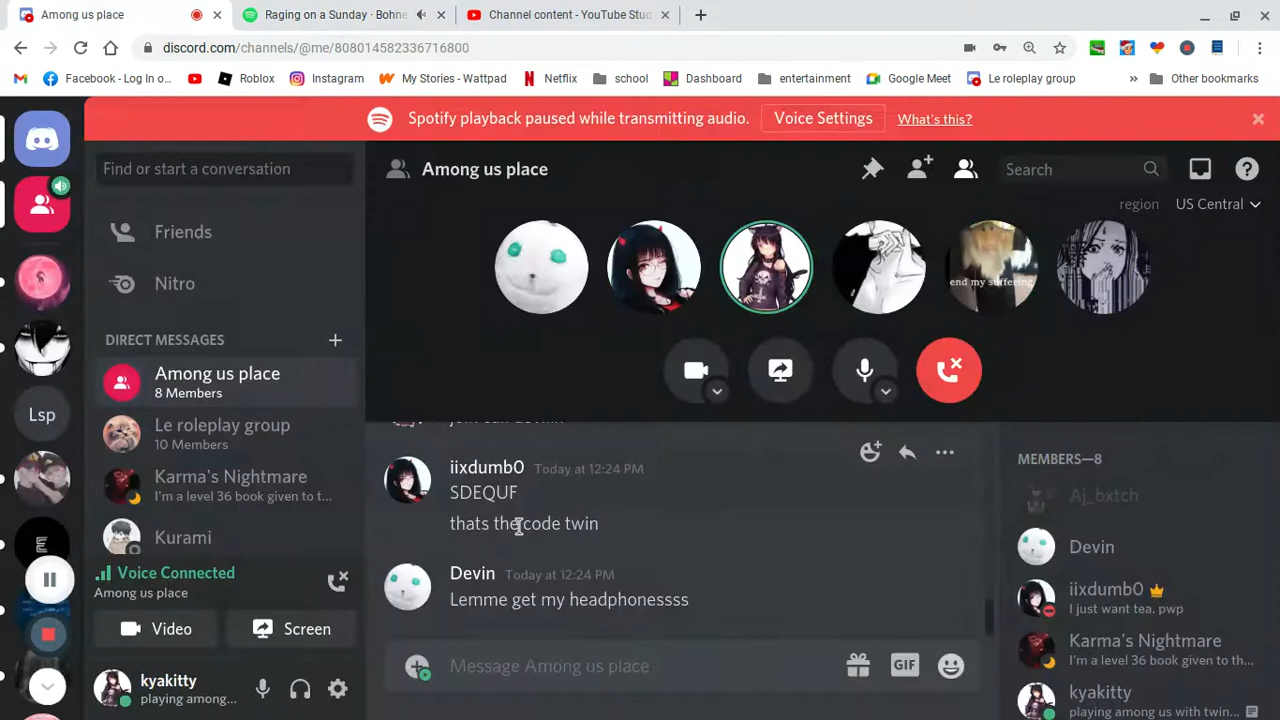 Among us place
Raging on a Sunday · Bohne
Channel content - YouTube Stud
discord.com/channels/@me/808014582336716800
Facebook - Log In o...
Roblox
Instagram
My Stories - Wattpad
Netflix
school
Dashboard
entertainment
Google Meet
Le roleplay group
Other bookmarks
Spotify playback paused while transmitting audio.
Voice Settings
What's this?
Find or start a conversation
Among us place
Search
region
US Central
Friends
Nitro
end my suffering
DIRECT MESSAGES
Among us place
8 Members
Le roleplay group
10 Members
Karma's Nightmare
I'm a level 36 book given to t...
Kurami
Lsp
E
Voice Connected
Among us place
Video
Screen
kyakitty
playing among...
iixdumb0 Today at 12:24 PM
SDEQUF
thats the code twin
Devin Today at 12:24 PM
Lemme get my headphonessss
Message Among us place
GIF
MEMBERS—8
Aj_bxtch
Devin
iixdumb0
I just want tea. pwp
Karma's Nightmare
I'm a level 36 book given to th...
kyakitty
playing among us with twin...